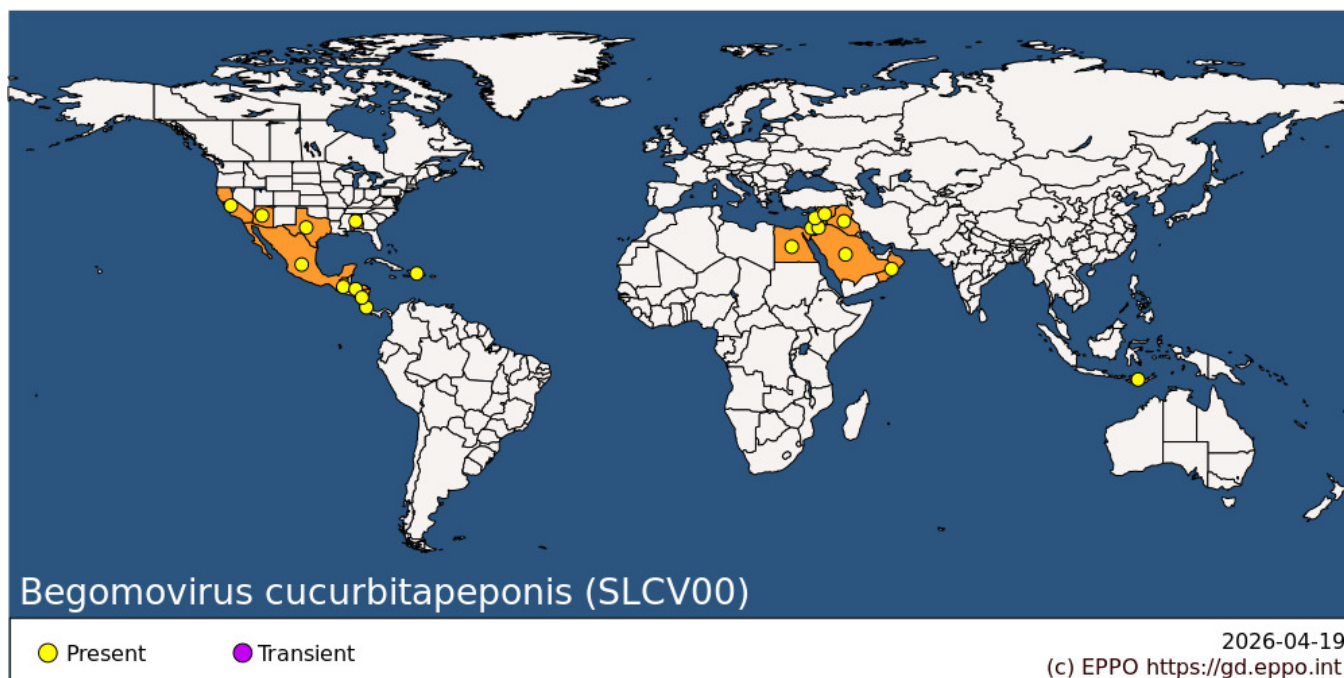 Begomovirus cucurbitapeponis (SLCV00)
Present
Transient
2026-04-19
(c) EPPO https://gd.eppo.int